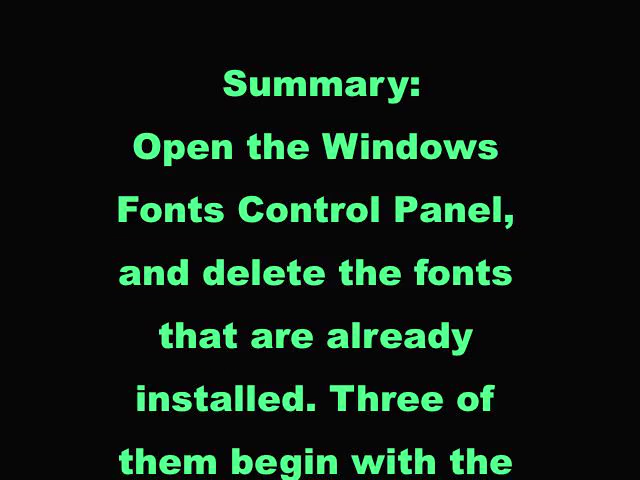 Summary:
Open the Windows
Fonts Control Panel,
and delete the fonts
that are already
installed. Three of
them begin with the